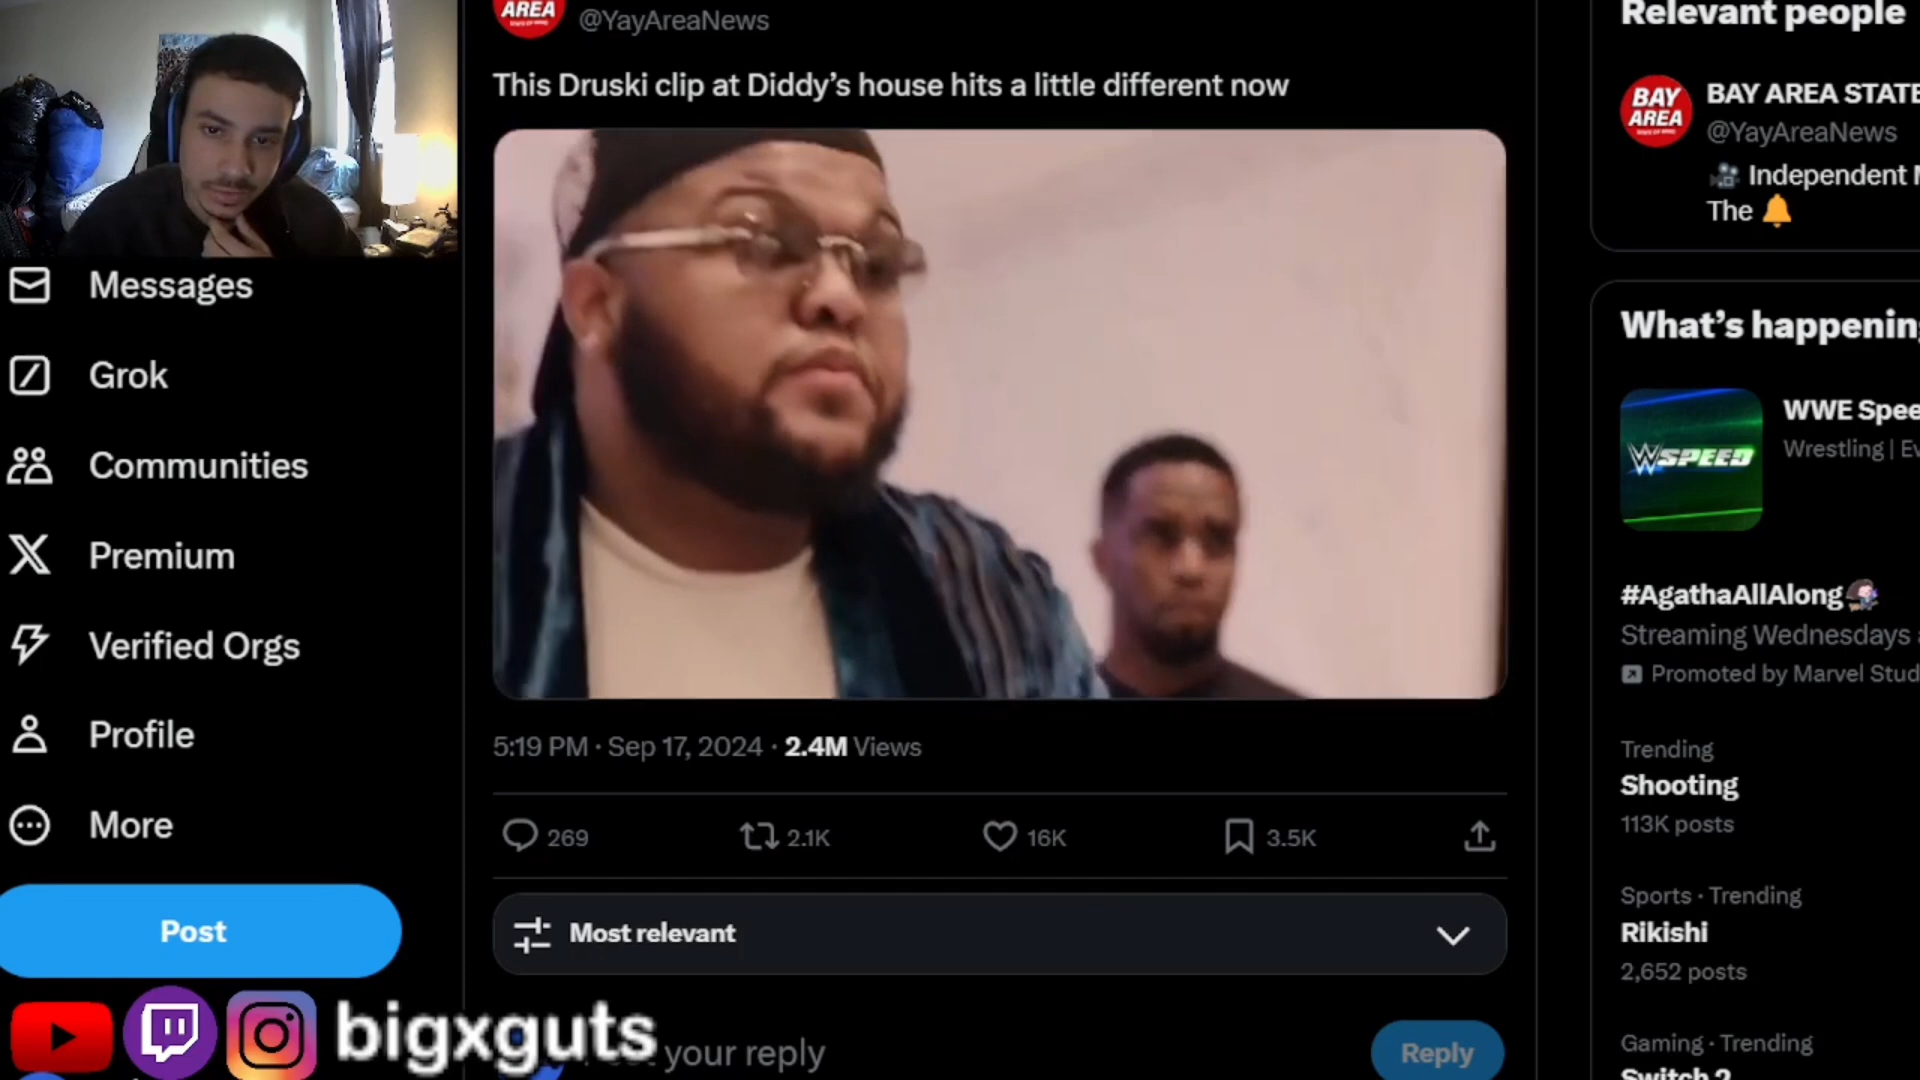 AREA
@YayAreaNews
This Druski clip at Diddy's house hits a little different now
Messages
Grok
Communities
Premium
Verified Orgs
Profile
More
Post
5:19 PM · Sep 17, 2024 · 2.4M Views
269
2.1K
16K
3.5K
Most relevant
your reply
Reply
bigxguts
Relevant people
BAY
AREA
BAY AREA STATE
@YayAreaNews
Independent
The
What's happening
WSPEED
WWE Spee
Wrestling | Ev
#AgathaAllAlong
Streaming Wednesdays
Promoted by Marvel Stud
Trending
Shooting
113K posts
Sports · Trending
Rikishi
2,652 posts
Gaming · Trending
Switch 2